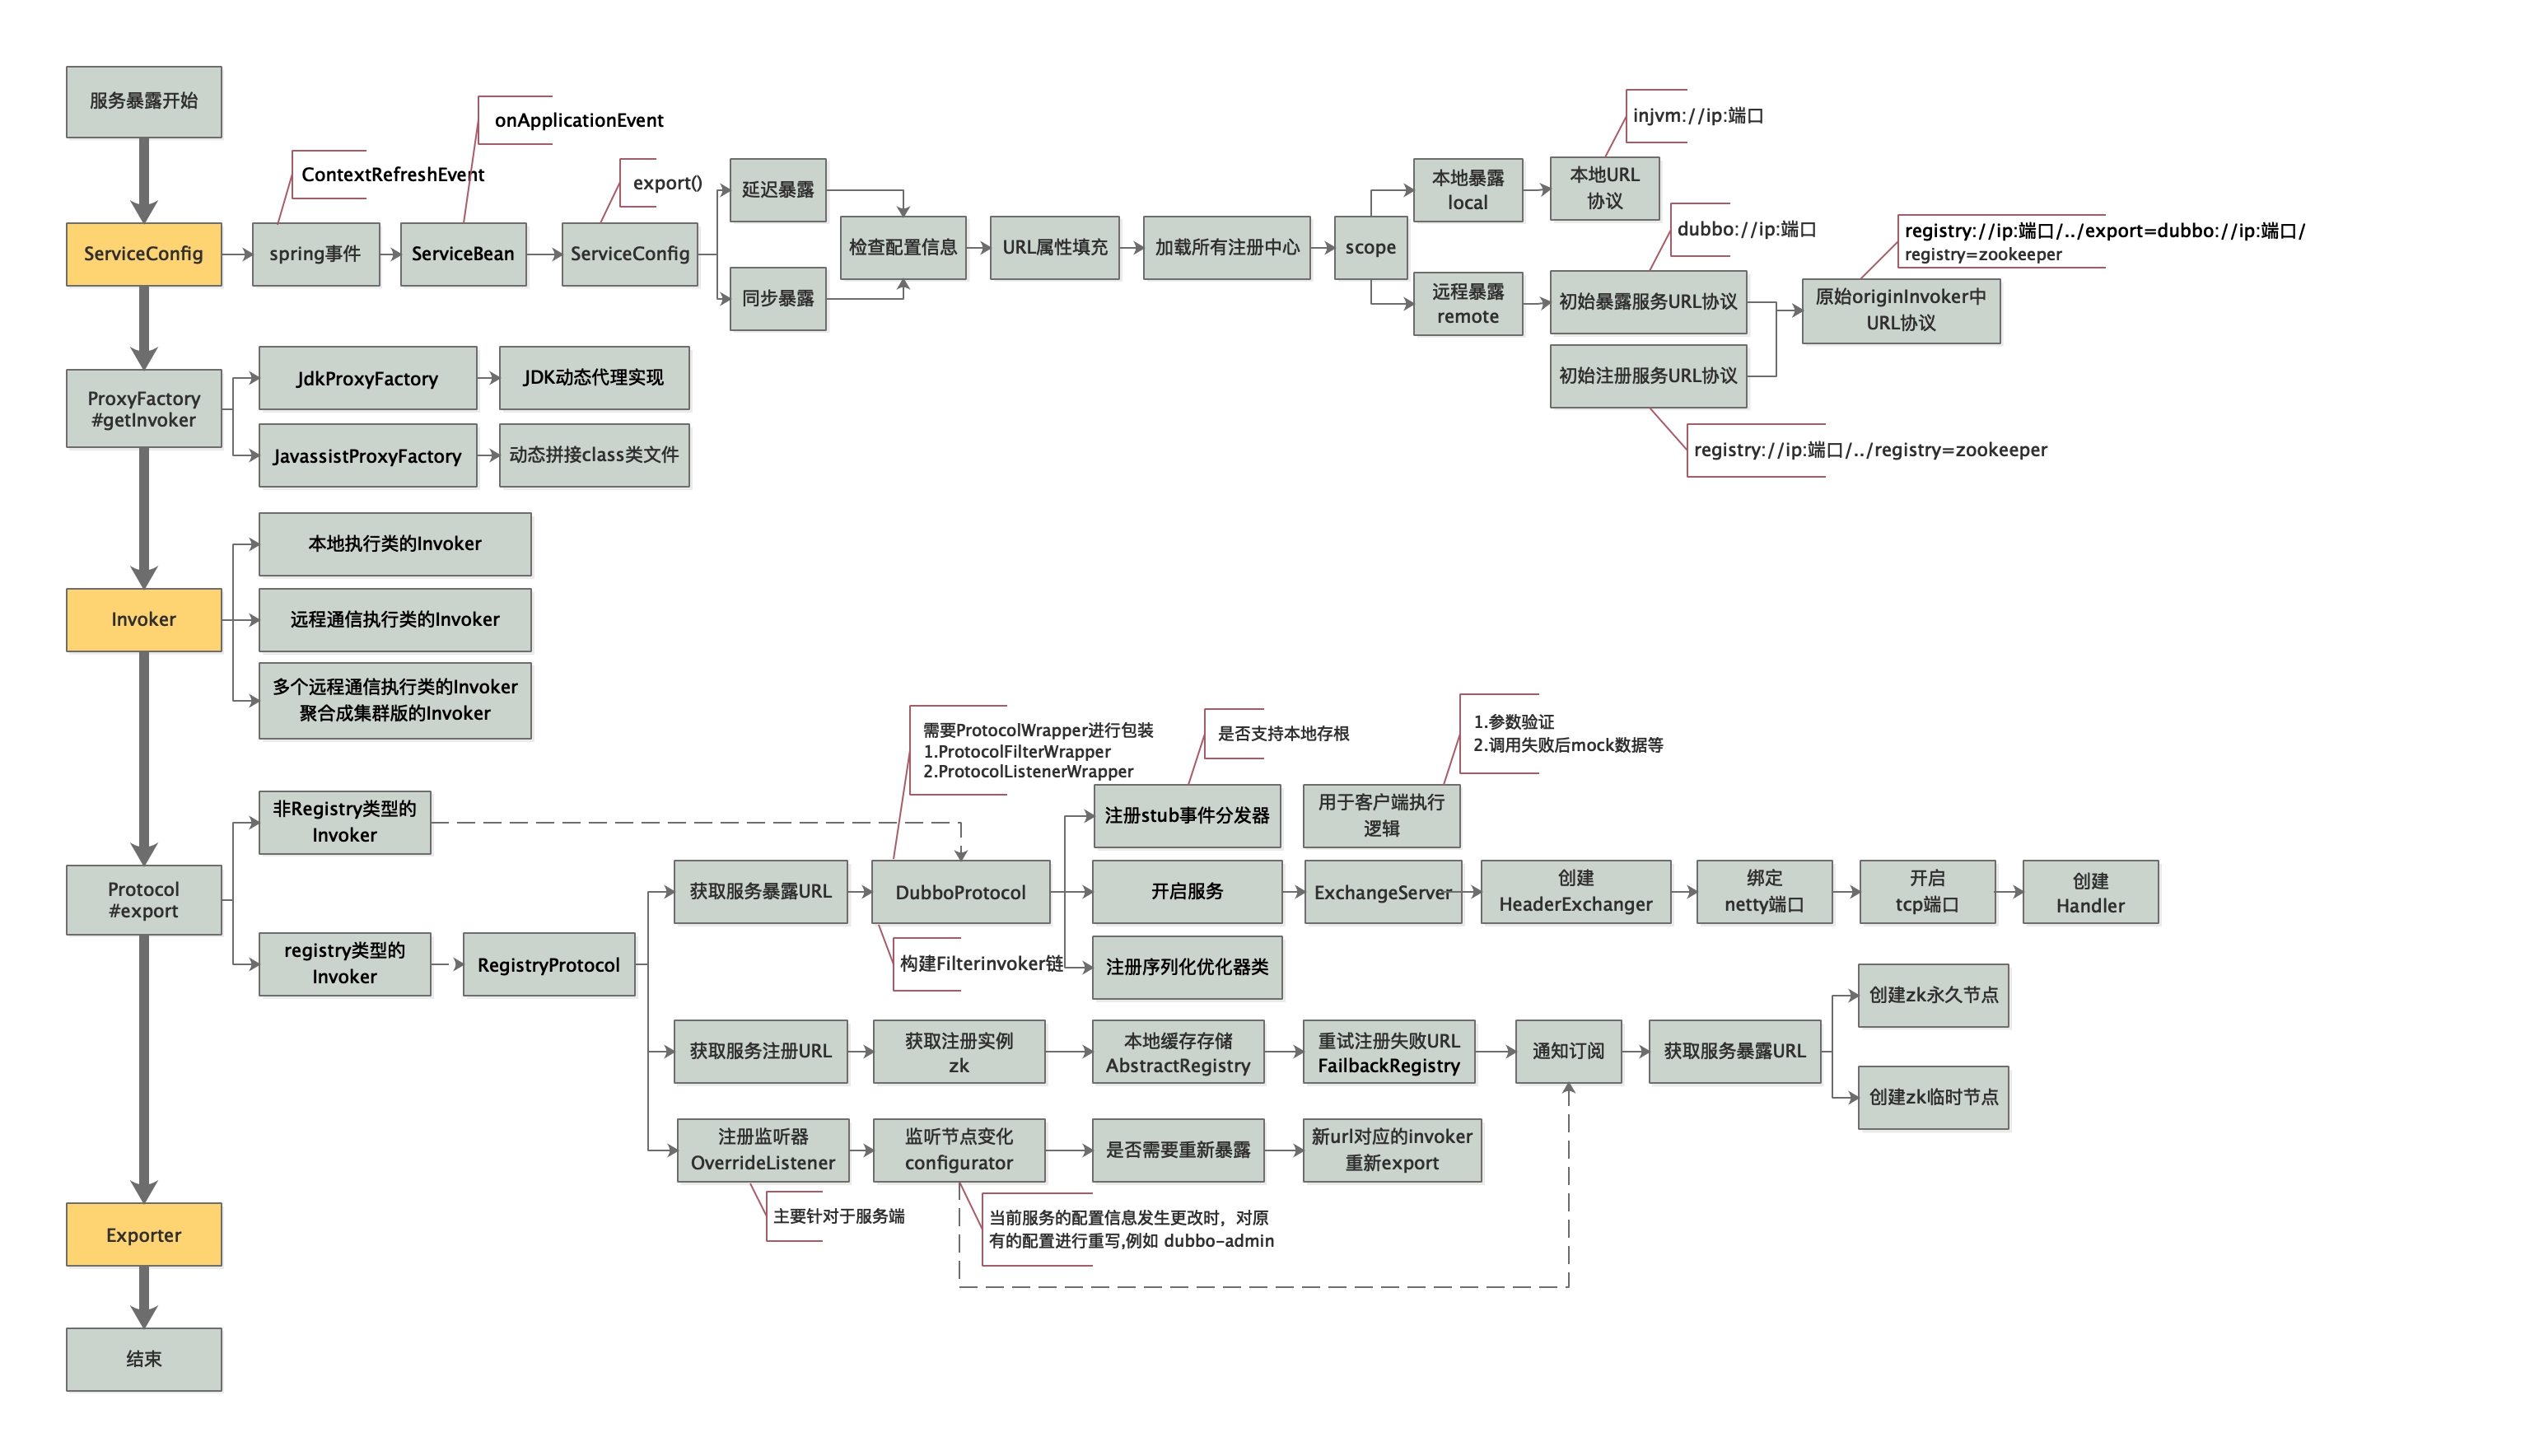 服务暴露开始
onApplicationEvent
ContextRefreshEvent
export()
injvm://ip:端口
延迟暴露
本地暴露
local
本地URL
协议
dubbo://ip:端口
registry://ip:端口/../export=dubbo://ip:端口/
registry=zookeeper
ServiceConfig
spring事件
ServiceBean
ServiceConfig
检查配置信息
URL属性填充
加载所有注册中心
scope
同步暴露
远程暴露
remote
初始暴露服务URL协议
原始originInvoker中
URL协议
初始注册服务URL协议
registry://ip:端口/../registry=zookeeper
ProxyFactory
#getInvoker
JdkProxyFactory
JDK动态代理实现
JavassistProxyFactory
动态拼接class类文件
本地执行类的Invoker
Invoker
远程通信执行类的Invoker
多个远程通信执行类的Invoker
聚合成集群版的Invoker
需要ProtocolWrapper进行包装
1.ProtocolFilterWrapper
2.ProtocolListenerWrapper
是否支持本地存根
1.参数验证
2.调用失败后mock数据等
非Registry类型的
Invoker
注册stub事件分发器
用于客户端执行
逻辑
Protocol
#export
获取服务暴露URL
DubboProtocol
开启服务
ExchangeServer
创建
HeaderExchanger
绑定
netty端口
开启
tcp端口
创建
Handler
registry类型的
Invoker
RegistryProtocol
构建Filterinvoker链
注册序列化优化器类
获取服务注册URL
获取注册实例
zk
本地缓存存储
AbstractRegistry
重试注册失败URL
FailbackRegistry
通知订阅
获取服务暴露URL
创建zk永久节点
创建zk临时节点
注册监听器
OverrideListener
监听节点变化
configurator
是否需要重新暴露
新url对应的invoker
重新export
主要针对于服务端
当前服务的配置信息发生更改时，对原
有的配置进行重写,例如 dubbo-admin
Exporter
结束